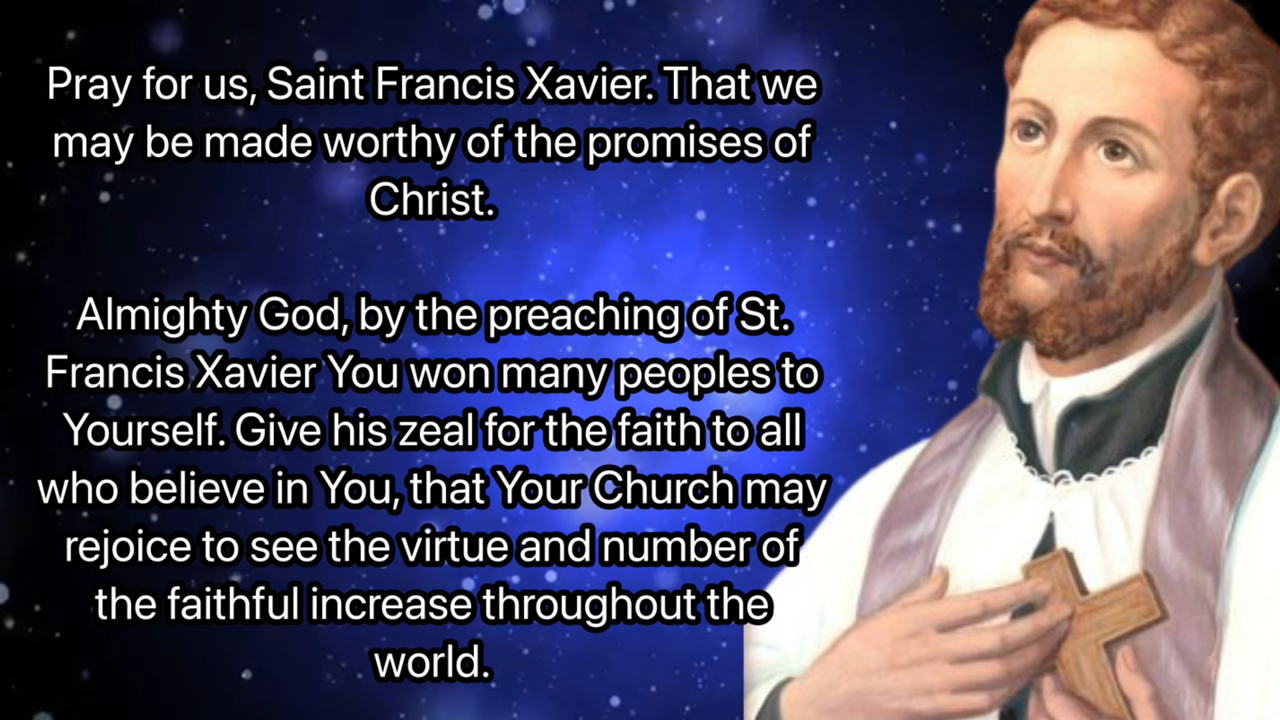 Pray for us, Saint Francis Xavier. That we
may be made worthy of the promises of
Christ.
Almighty God, by the preaching of St.
Francis Xavier You won many peoples to
Yourself. Give his zeal for the faith to all
who believe in You, that Your Church may
rejoice to see the virtue and number of
the faithful increase throughout the
world.